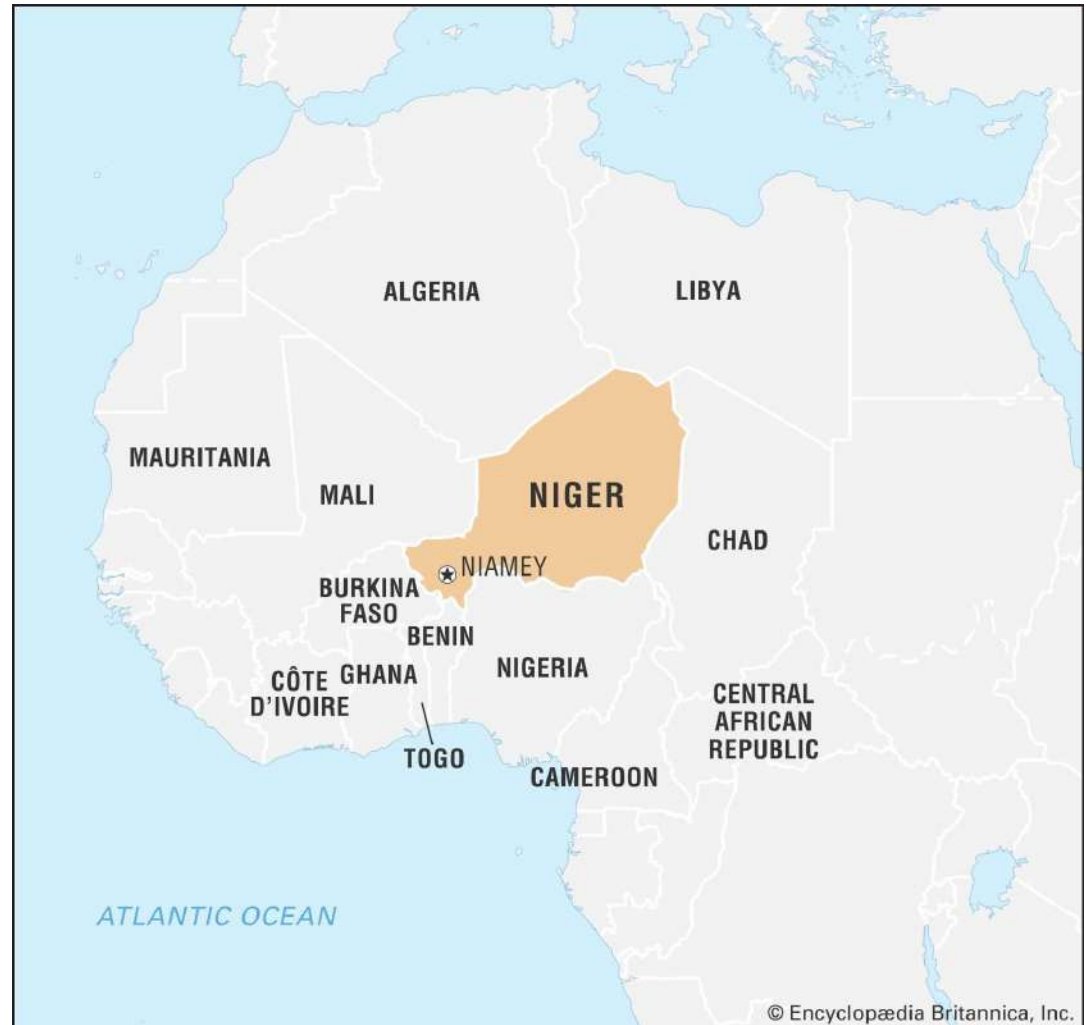 ALGERIA
LIBYA
MAURITANIA
MALI
NIGER
CHAD
NIAMEY
BURKINA
FASO
BENIN
NIGERIA
GHANA
CÔTE
D'IVOIRE
TOGO
CENTRAL
AFRICAN
REPUBLIC
CAMEROON
ATLANTIC OCEAN
© Encyclopædia Britannica, Inc.